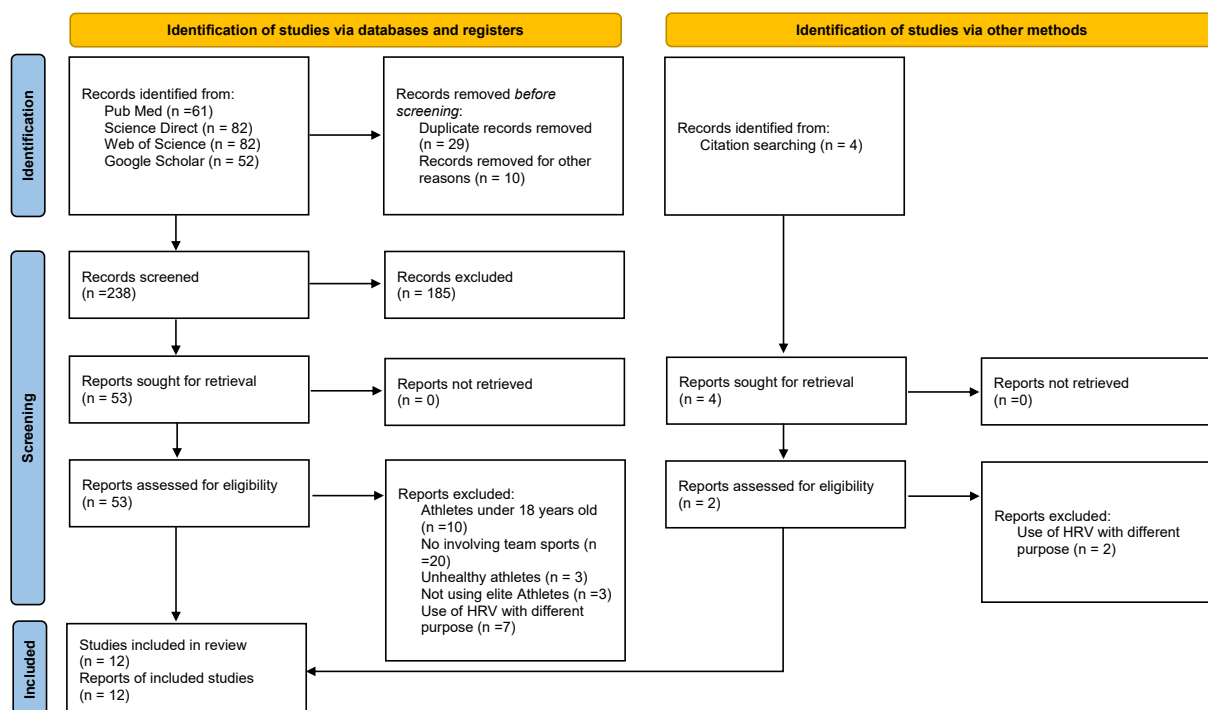 Identification of studies via databases and registers
Identification of studies via other methods
Identification
Records identified from:
Pub Med (n =61)
Science Direct (n = 82)
Web of Science (n = 82)
Google Scholar (n = 52)
Records removed before
screening:
Duplicate records removed
(n = 29)
Records removed for other
reasons (n = 10)
Records identified from:
Citation searching (n = 4)
Screening
Records screened
(n =238)
Records excluded
(n = 185)
Reports sought for retrieval
(n = 53)
Reports not retrieved
(n = 0)
Reports sought for retrieval
(n = 4)
Reports not retrieved
(n =0)
Reports assessed for eligibility
(n = 53)
Reports excluded:
Athletes under 18 years old
(n =10)
No involving team sports (n
=20)
Unhealthy athletes (n = 3)
Not using elite Athletes (n =3)
Use of HRV with different
purpose (n =7)
Reports assessed for eligibility
(n = 2)
Reports excluded:
Use of HRV with different
purpose (n = 2)
Included
Studies included in review
(n = 12)
Reports of included studies
(n = 12)